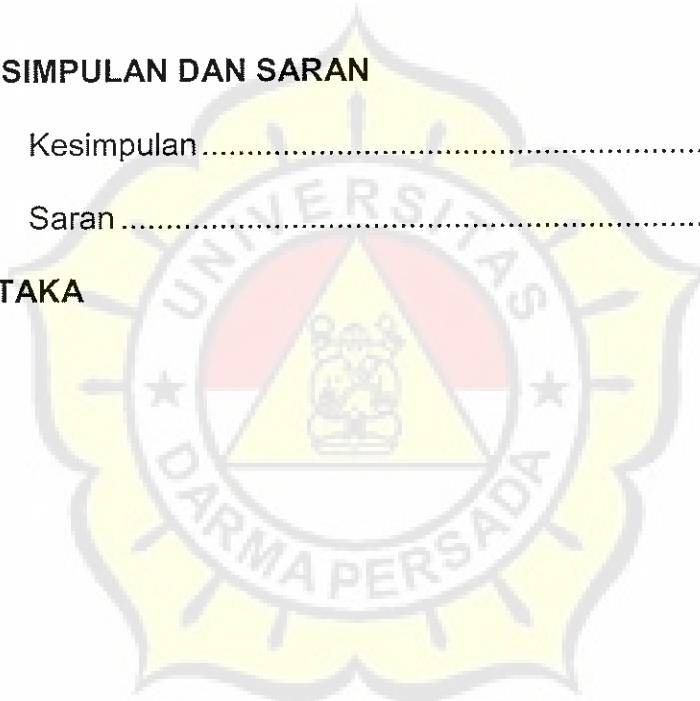 SIMPULAN DAN SARAN
Kesimpulan
Saran
TAKA
UNIVERSITAS
DARMA PERSADA